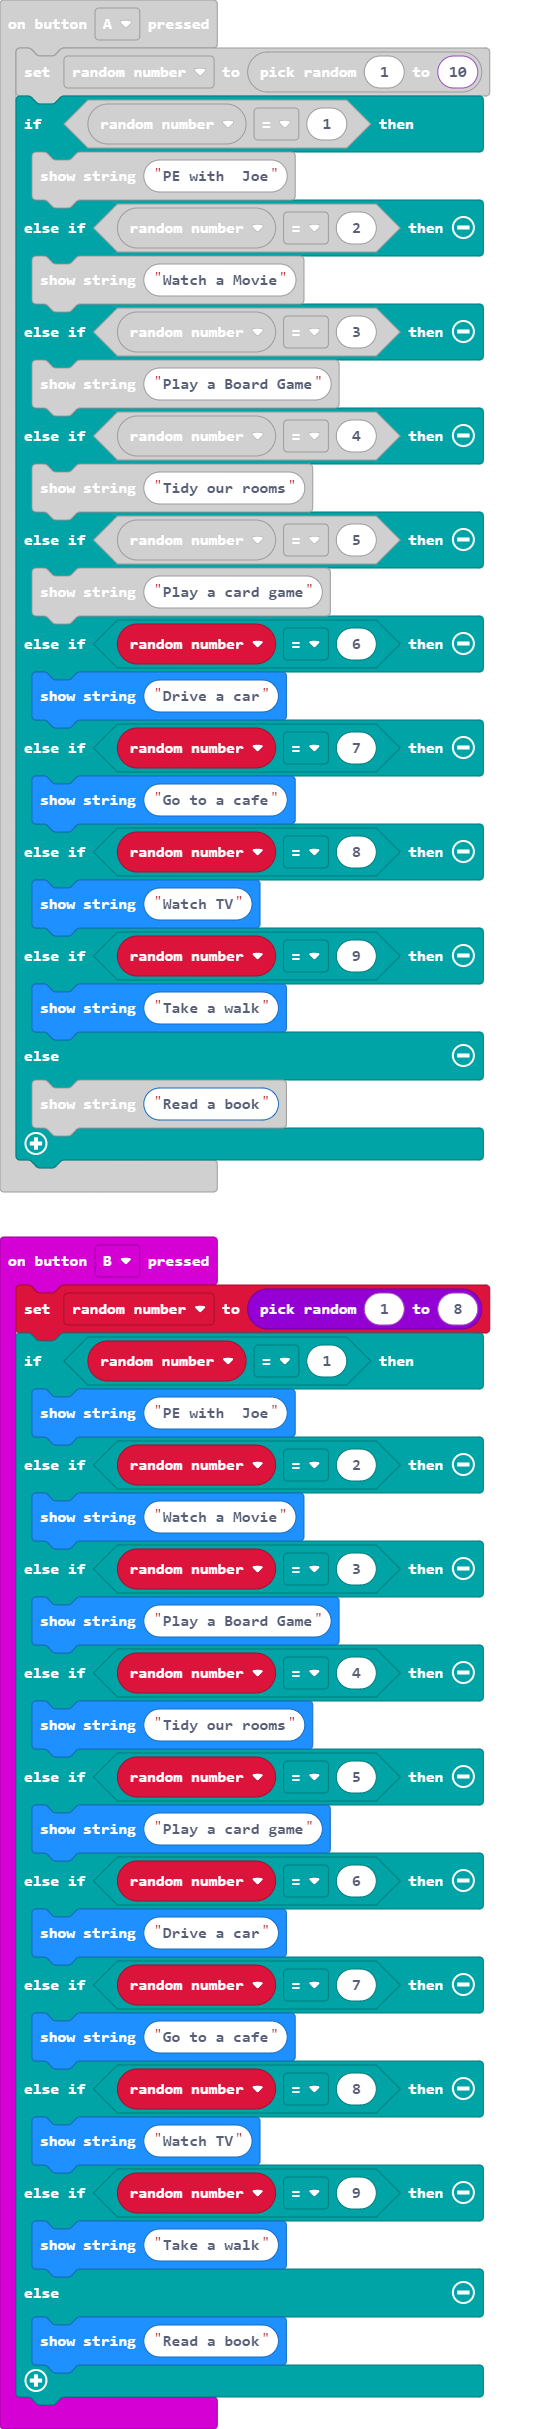 on button A pressed
set random number to pick random 1 to 10
if random number = 1 then
show string "PE with  Joe"
else if random number = 2 then
show string "Watch a Movie"
else if random number = 3 then
show string "Play a Board Game"
else if random number = 4 then
show string "Tidy our rooms"
else if random number = 5 then
show string "Play a card game"
else if random number = 6 then
show string "Drive a car"
else if random number = 7 then
show string "Go to a cafe"
else if random number = 8 then
show string "Watch TV"
else if random number = 9 then
show string "Take a walk"
else
show string "Read a book"
on button B pressed
set random number to pick random 1 to 8
if random number = 1 then
show string "PE with  Joe"
else if random number = 2 then
show string "Watch a Movie"
else if random number = 3 then
show string "Play a Board Game"
else if random number = 4 then
show string "Tidy our rooms"
else if random number = 5 then
show string "Play a card game"
else if random number = 6 then
show string "Drive a car"
else if random number = 7 then
show string "Go to a cafe"
else if random number = 8 then
show string "Watch TV"
else if random number = 9 then
show string "Take a walk"
else
show string "Read a book"